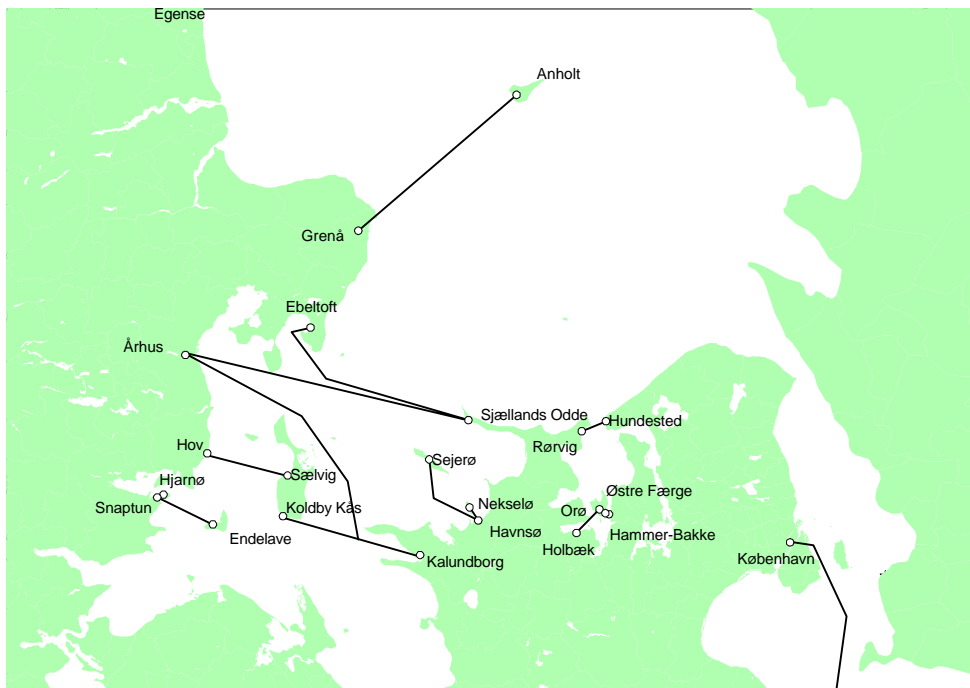 Egense
Anholt
Grenå
Ebeltoft
Århus
Sjællands Odde
Hundested
Rørvig
Hov
Sejerø
Sælvig
Hjarnø
Snaptun
Østre Færge
Nekselø
Orø
Koldby Kås
Endelave
Havnsø
Hammer-Bakke
Holbæk
København
Kalundborg